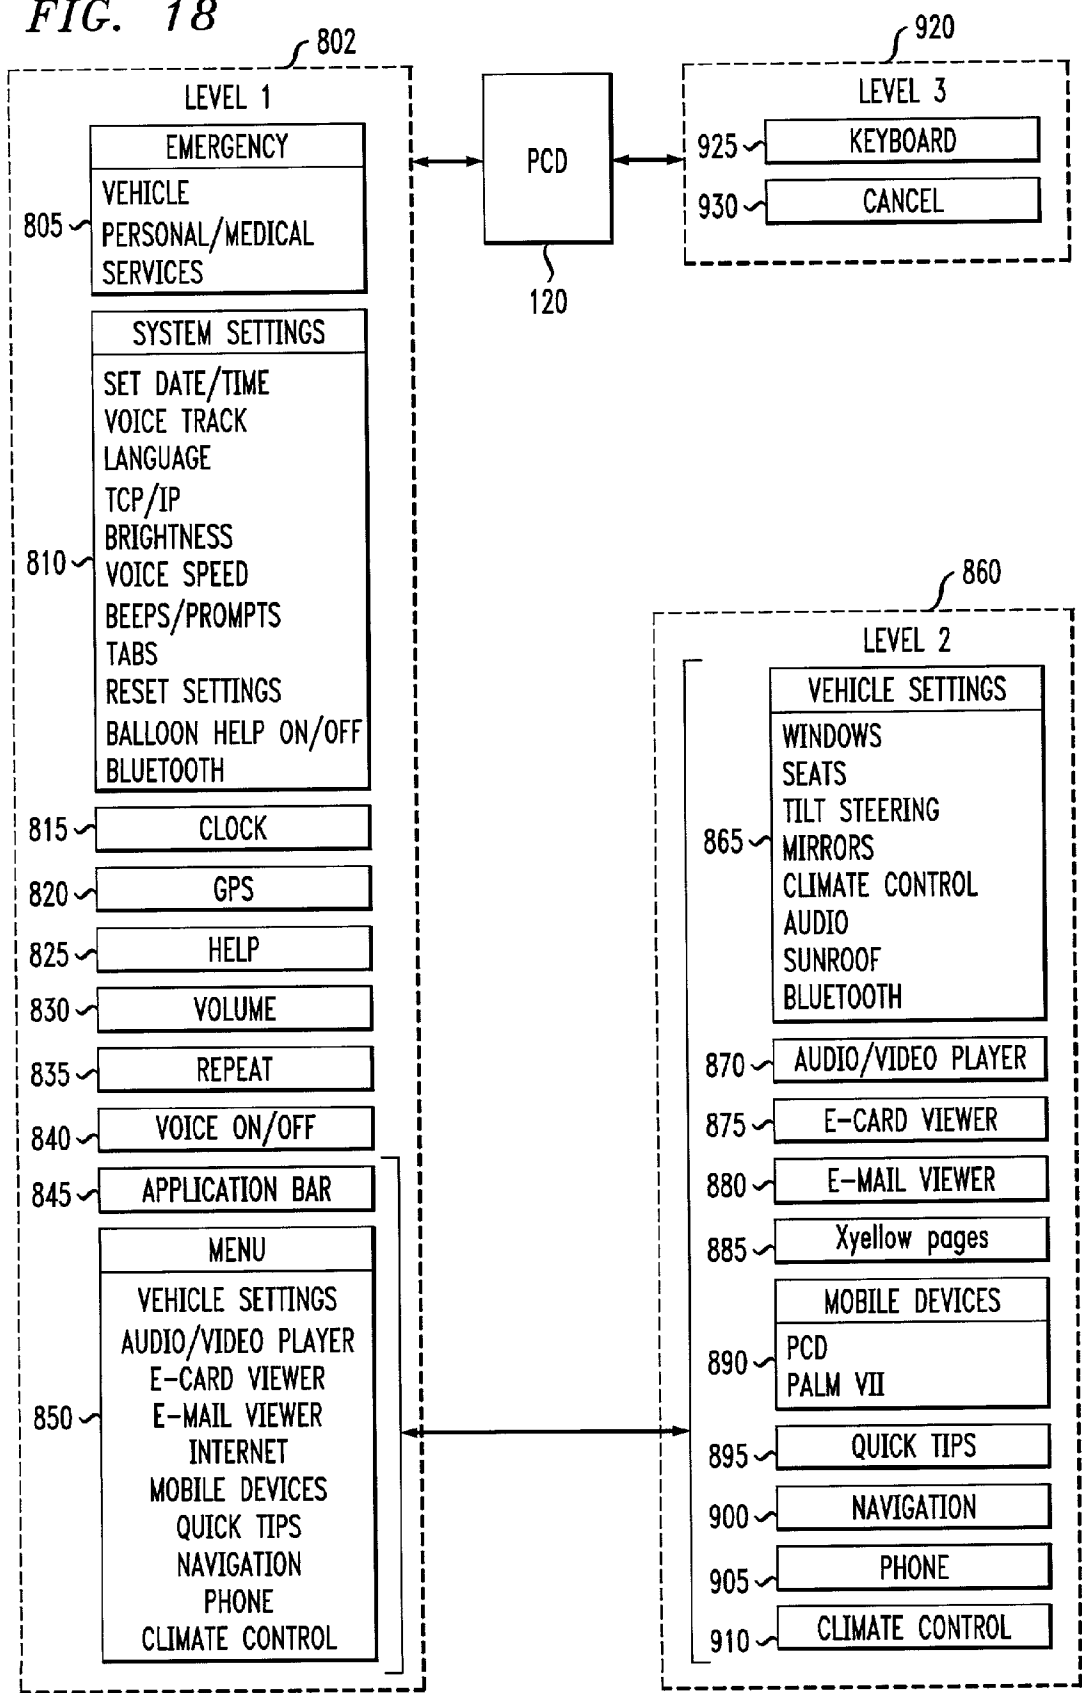 FIG. 18
802
LEVEL 1
EMERGENCY
805
VEHICLE
PERSONAL/MEDICAL
SERVICES
SYSTEM SETTINGS
810
SET DATE/TIME
VOICE TRACK
LANGUAGE
TCP/IP
BRIGHTNESS
VOICE SPEED
BEEPS/PROMPTS
TABS
RESET SETTINGS
BALLOON HELP ON/OFF
BLUETOOTH
815 CLOCK
820 GPS
825 HELP
830 VOLUME
835 REPEAT
840 VOICE ON/OFF
845 APPLICATION BAR
MENU
850
VEHICLE SETTINGS
AUDIO/VIDEO PLAYER
E-CARD VIEWER
E-MAIL VIEWER
INTERNET
MOBILE DEVICES
QUICK TIPS
NAVIGATION
PHONE
CLIMATE CONTROL
PCD
120
920
LEVEL 3
925 KEYBOARD
930 CANCEL
860
LEVEL 2
VEHICLE SETTINGS
865
WINDOWS
SEATS
TILT STEERING
MIRRORS
CLIMATE CONTROL
AUDIO
SUNROOF
BLUETOOTH
870 AUDIO/VIDEO PLAYER
875 E-CARD VIEWER
880 E-MAIL VIEWER
885 Xyellow pages
MOBILE DEVICES
890
PCD
PALM VII
895 QUICK TIPS
900 NAVIGATION
905 PHONE
910 CLIMATE CONTROL